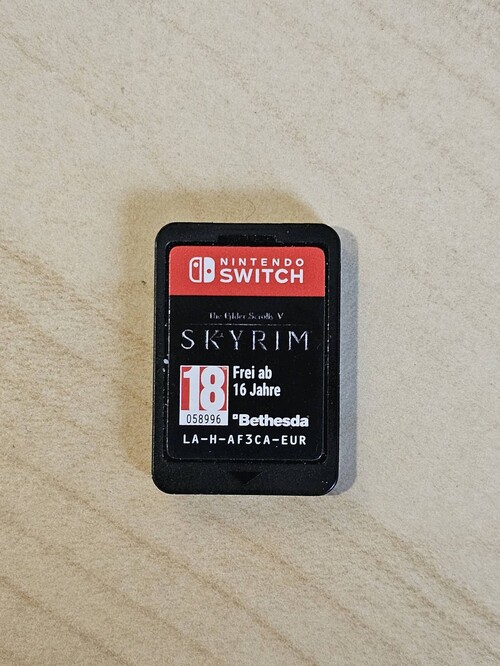 NINTENDO
SWITCH
The Elder Scrolls V
SKYRIM
18
Frei ab
16 Jahre
058996
Bethesda
LA-H-AF3CA-EUR